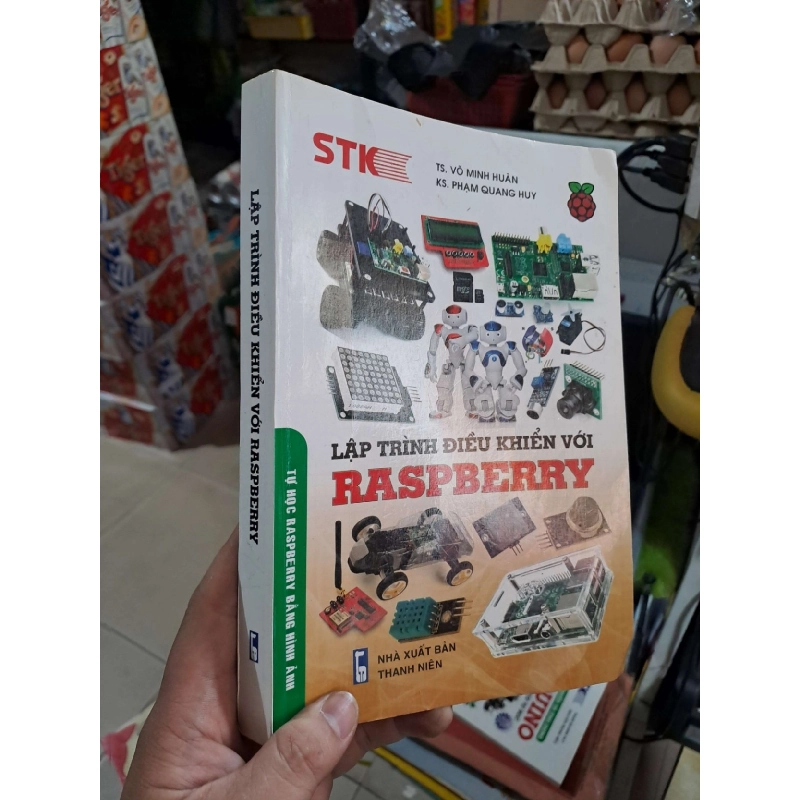 STK
TS. VÕ MINH HUÂN
KS. PHẠM QUANG HUY
LẬP TRÌNH ĐIỀU KHIỂN VỚI
RASPBERRY
NHÀ XUẤT BẢN
THANH NIÊN
LẬP TRÌNH ĐIỀU KHIỂN VỚI RASPBERRY
TỰ HỌC RASPBERRY BẰNG HÌNH ẢNH
Tiger